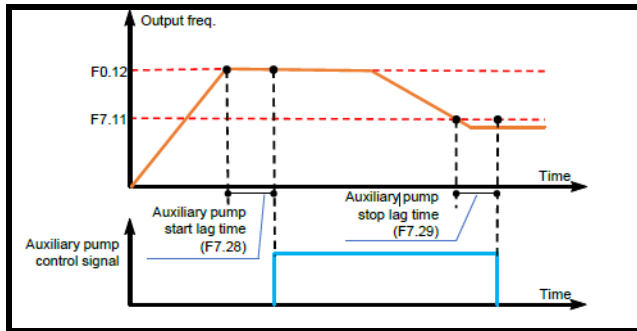 Output freq.
F0.12
F7.11
Time
Auxiliary pump
start lag time
(F7.28)
Auxiliary pump
stop lag time
(F7.29)
Auxiliary pump
control signal
Time